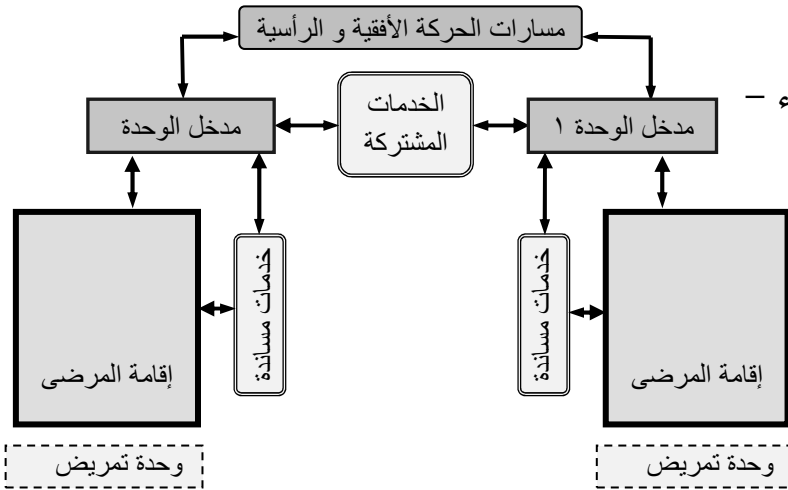 مسارات الحركة الأفقية و الرأسية
ء –
الخدمات
المشتركة
مدخل الوحدة ١
مدخل الوحدة
خدمات مساندة
خدمات مساندة
إقامة المرضى
إقامة المرضى
وحدة تمريض
وحدة تمريض